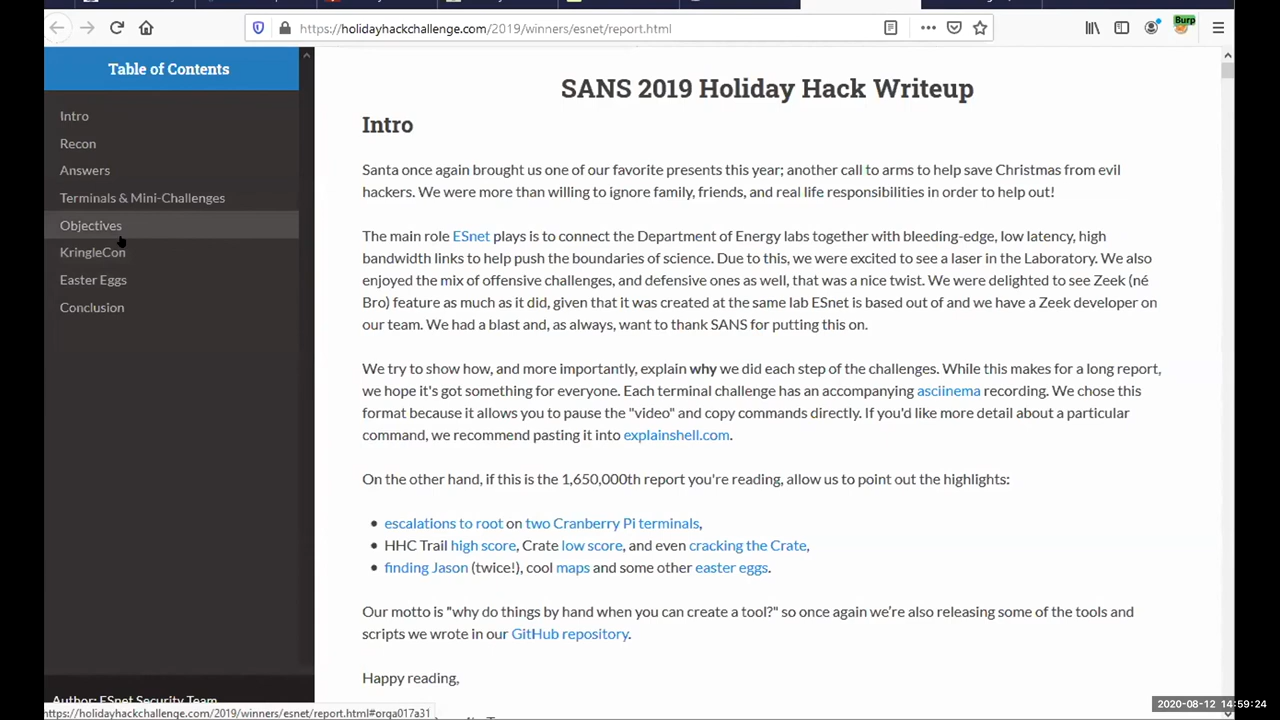 https://holidayhackchallenge.com/2019/winners/esnet/report.html
Burp
Table of Contents
Intro
Recon
Answers
Terminals & Mini-Challenges
Objectives
KringleCon
Easter Eggs
Conclusion
Author: ESnet Security Team
https://holidayhackchallenge.com/2019/winners/esnet/report.html#orga017a31
SANS 2019 Holiday Hack Writeup
Intro
Santa once again brought us one of our favorite presents this year; another call to arms to help save Christmas from evil
hackers. We were more than willing to ignore family, friends, and real life responsibilities in order to help out!
The main role ESnet plays is to connect the Department of Energy labs together with bleeding-edge, low latency, high
bandwidth links to help push the boundaries of science. Due to this, we were excited to see a laser in the Laboratory. We also
enjoyed the mix of offensive challenges, and defensive ones as well, that was a nice twist. We were delighted to see Zeek (né
Bro) feature as much as it did, given that it was created at the same lab ESnet is based out of and we have a Zeek developer on
our team. We had a blast and, as always, want to thank SANS for putting this on.
We try to show how, and more importantly, explain why we did each step of the challenges. While this makes for a long report,
we hope it's got something for everyone. Each terminal challenge has an accompanying asciinema recording. We chose this
format because it allows you to pause the "video" and copy commands directly. If you'd like more detail about a particular
command, we recommend pasting it into explainshell.com.
On the other hand, if this is the 1,650,000th report you're reading, allow us to point out the highlights:
• escalations to root on two Cranberry Pi terminals,
• HHC Trail high score, Crate low score, and even cracking the Crate,
• finding Jason (twice!), cool maps and some other easter eggs.
Our motto is "why do things by hand when you can create a tool?" so once again we're also releasing some of the tools and
scripts we wrote in our GitHub repository.
Happy reading,
2020-08-12 14:59:24